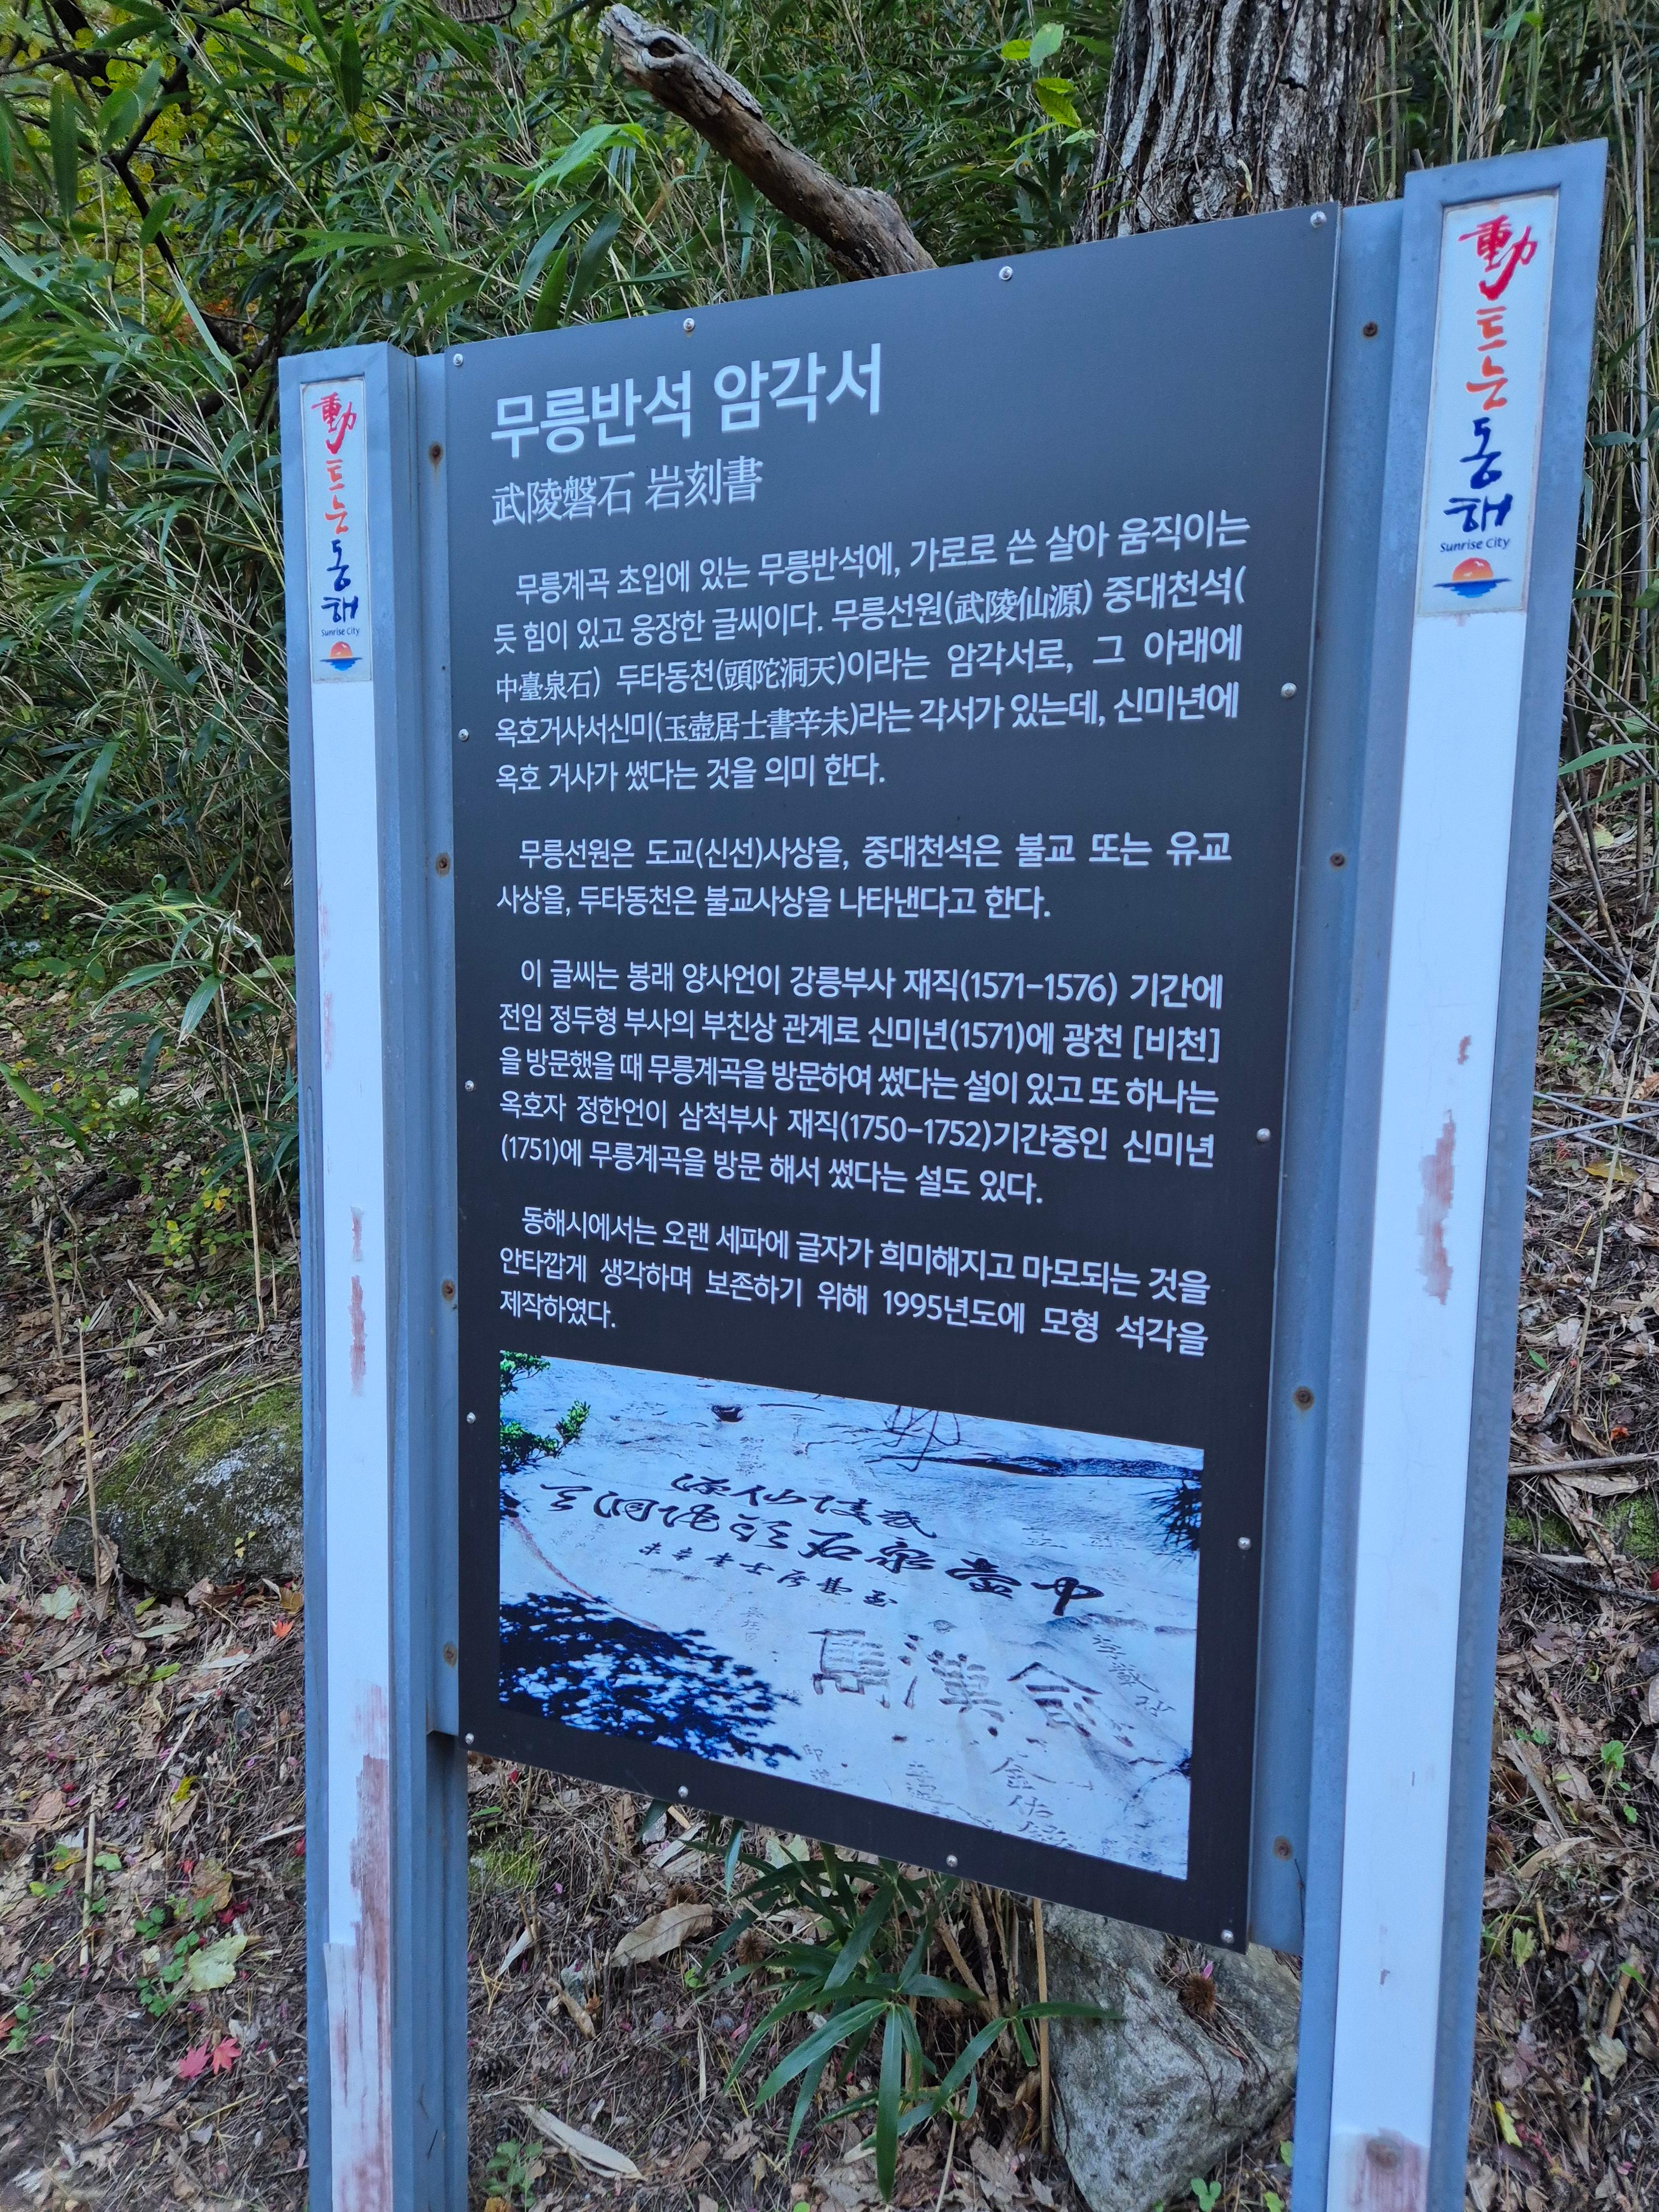 動
트
는
동
해
Sunrise City
무릉반석 암각서
武陵磐石 岩刻書
무릉계곡 초입에 있는 무릉반석에, 가로로 쓴 살아 움직이는
듯 힘이 있고 웅장한 글씨이다. 무릉선원(武陵仙源) 중대천석(
中臺泉石) 두타동천(頭陀洞天)이라는 암각서로, 그 아래에
옥호거사서신미(玉壺居士書辛未)라는 각서가 있는데, 신미년에
옥호 거사가 썼다는 것을 의미 한다.
무릉선원은 도교(신선)사상을, 중대천석은 불교 또는 유교
사상을, 두타동천은 불교사상을 나타낸다고 한다.
이 글씨는 봉래 양사언이 강릉부사 재직(1571-1576) 기간에
전임 정두형 부사의 부친상 관계로 신미년(1571)에 광천 [비천]
을 방문했을 때 무릉계곡을 방문하여 썼다는 설이 있고 또 하나는
옥호자 정한언이 삼척부사 재직(1750-1752)기간중인 신미년
(1751)에 무릉계곡을 방문 해서 썼다는 설도 있다.
동해시에서는 오랜 세파에 글자가 희미해지고 마모되는 것을
안타깝게 생각하며 보존하기 위해 1995년도에 모형 석각을
제작하였다.
動
트
는
동
해
Sunrise City